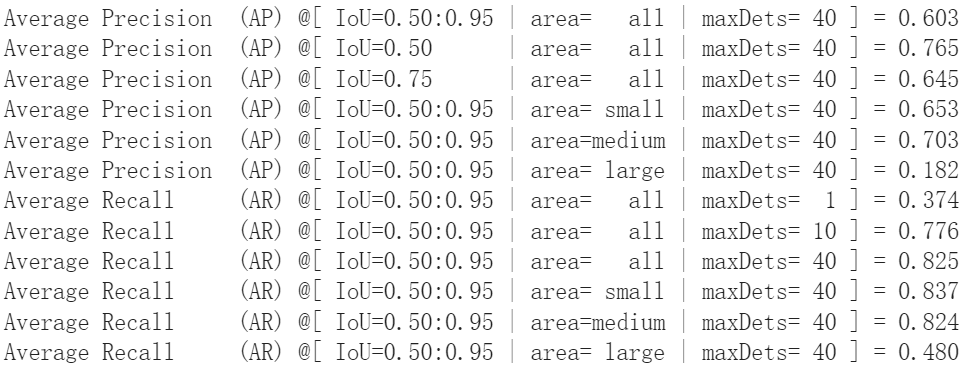 Average Precision  (AP) @[ IoU=0.50:0.95 | area=   all | maxDets= 40 ] = 0.603
Average Precision  (AP) @[ IoU=0.50      | area=   all | maxDets= 40 ] = 0.765
Average Precision  (AP) @[ IoU=0.75      | area=   all | maxDets= 40 ] = 0.645
Average Precision  (AP) @[ IoU=0.50:0.95 | area= small | maxDets= 40 ] = 0.653
Average Precision  (AP) @[ IoU=0.50:0.95 | area=medium | maxDets= 40 ] = 0.703
Average Precision  (AP) @[ IoU=0.50:0.95 | area= large | maxDets= 40 ] = 0.182
Average Recall     (AR) @[ IoU=0.50:0.95 | area=   all | maxDets=  1 ] = 0.374
Average Recall     (AR) @[ IoU=0.50:0.95 | area=   all | maxDets= 10 ] = 0.776
Average Recall     (AR) @[ IoU=0.50:0.95 | area=   all | maxDets= 40 ] = 0.825
Average Recall     (AR) @[ IoU=0.50:0.95 | area= small | maxDets= 40 ] = 0.837
Average Recall     (AR) @[ IoU=0.50:0.95 | area=medium | maxDets= 40 ] = 0.824
Average Recall     (AR) @[ IoU=0.50:0.95 | area= large | maxDets= 40 ] = 0.480